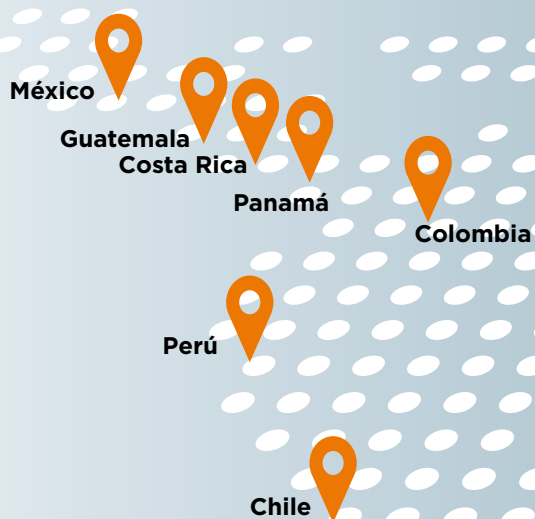 México
Guatemala
Costa Rica
Panamá
Colombia
Perú
Chile